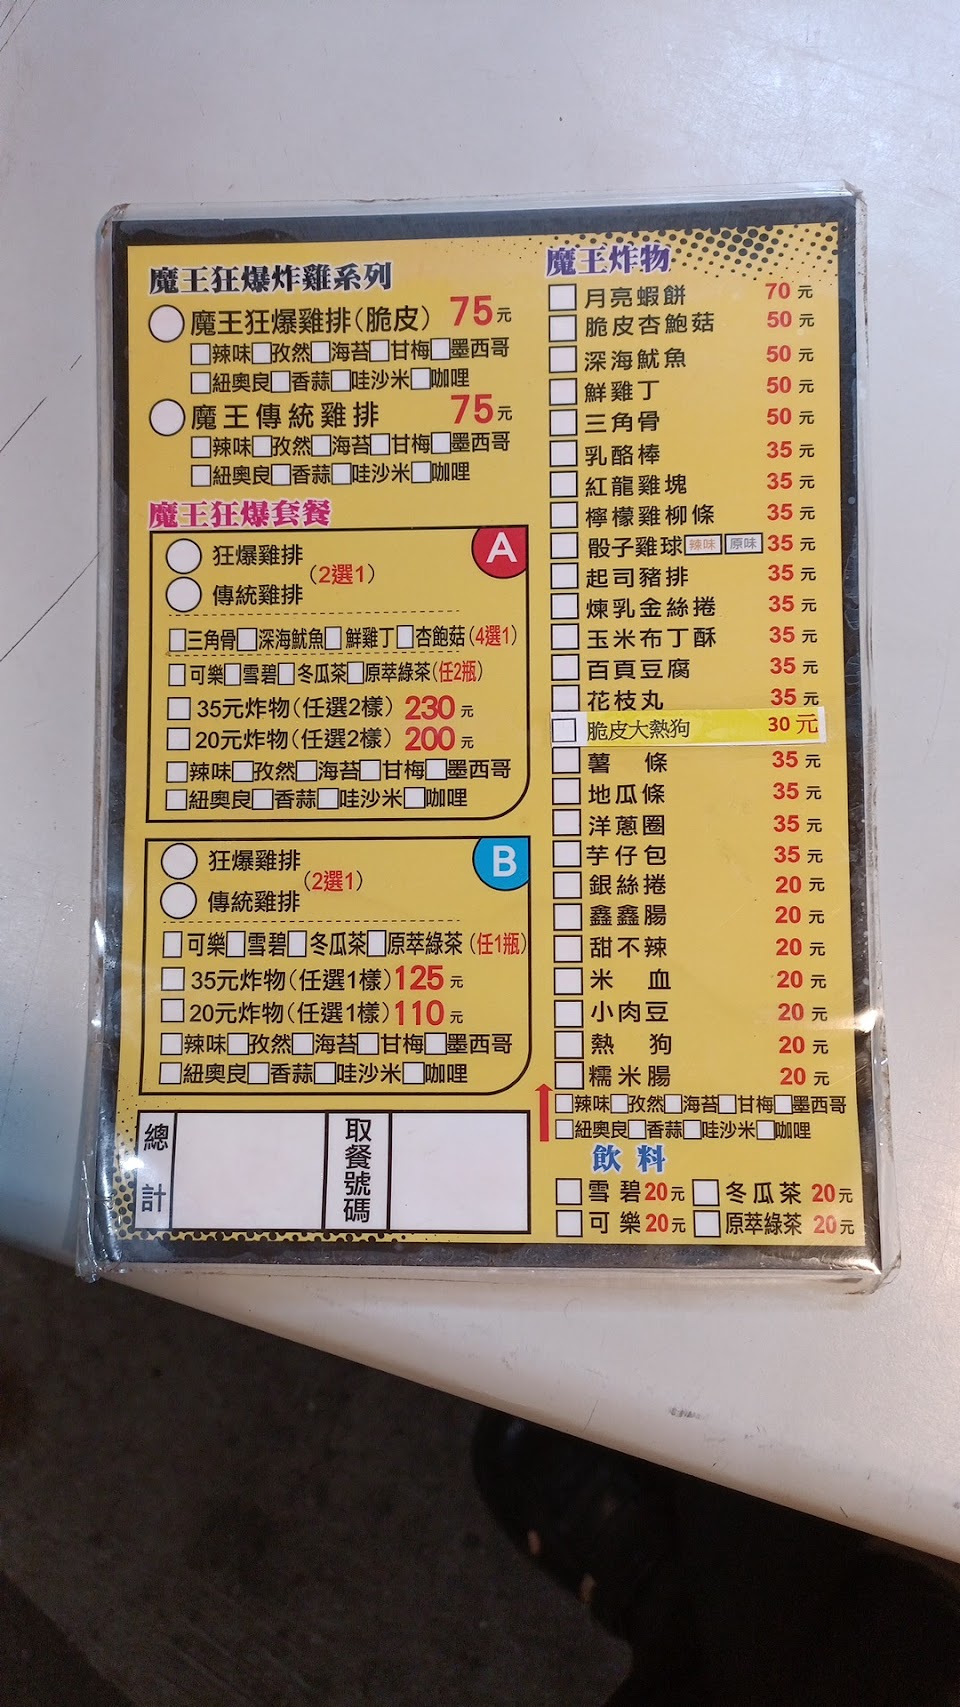 魔王狂爆炸雞系列
魔王狂爆雞排(脆皮) 75元
辣味 孜然 海苔 甘梅 墨西哥
紐奧良 香蒜 哇沙米 咖哩
魔王傳統雞排 75元
辣味 孜然 海苔 甘梅 墨西哥
紐奧良 香蒜 哇沙米 咖哩
魔王狂爆套餐
A
狂爆雞排
(2選1)
傳統雞排
三角骨 深海魷魚 鮮雞丁 杏鮑菇(4選1)
可樂 雪碧 冬瓜茶 原萃綠茶(任2瓶)
35元炸物(任選2樣) 230元
20元炸物(任選2樣) 200元
辣味 孜然 海苔 甘梅 墨西哥
紐奧良 香蒜 哇沙米 咖哩
B
狂爆雞排
(2選1)
傳統雞排
可樂 雪碧 冬瓜茶 原萃綠茶(任1瓶)
35元炸物(任選1樣)125元
20元炸物(任選1樣)110元
辣味 孜然 海苔 甘梅 墨西哥
紐奧良 香蒜 哇沙米 咖哩
總計
取餐號碼
魔王炸物
月亮蝦餅 70元
脆皮杏鮑菇 50元
深海魷魚 50元
鮮雞丁 50元
三角骨 50元
乳酪棒 35元
紅龍雞塊 35元
檸檬雞柳條 35元
骰子雞球 辣味 原味 35元
起司豬排 35元
煉乳金絲捲 35元
玉米布丁酥 35元
百頁豆腐 35元
花枝丸 35元
脆皮大熱狗 30元
薯條 35元
地瓜條 35元
洋蔥圈 35元
芋仔包 35元
銀絲捲 20元
鑫鑫腸 20元
甜不辣 20元
米血 20元
小肉豆 20元
熱狗 20元
糯米腸 20元
辣味 孜然 海苔 甘梅 墨西哥
紐奧良 香蒜 哇沙米 咖哩
飲料
雪碧20元 冬瓜茶 20元
可樂20元 原萃綠茶 20元